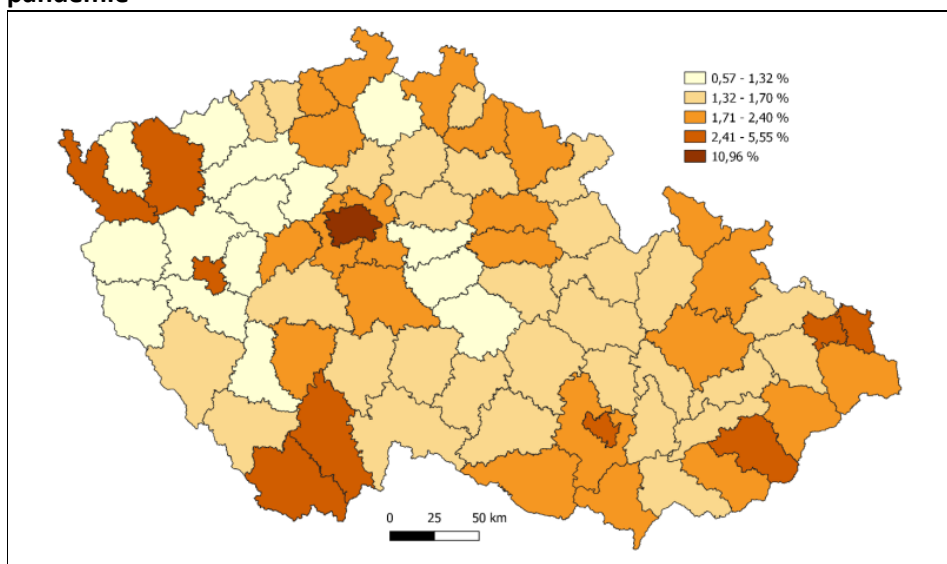 pandemie
0,57 - 1,32 %
1,32 - 1,70 %
1,71 - 2,40 %
2,41 - 5,55 %
10,96 %
0 25 50 km